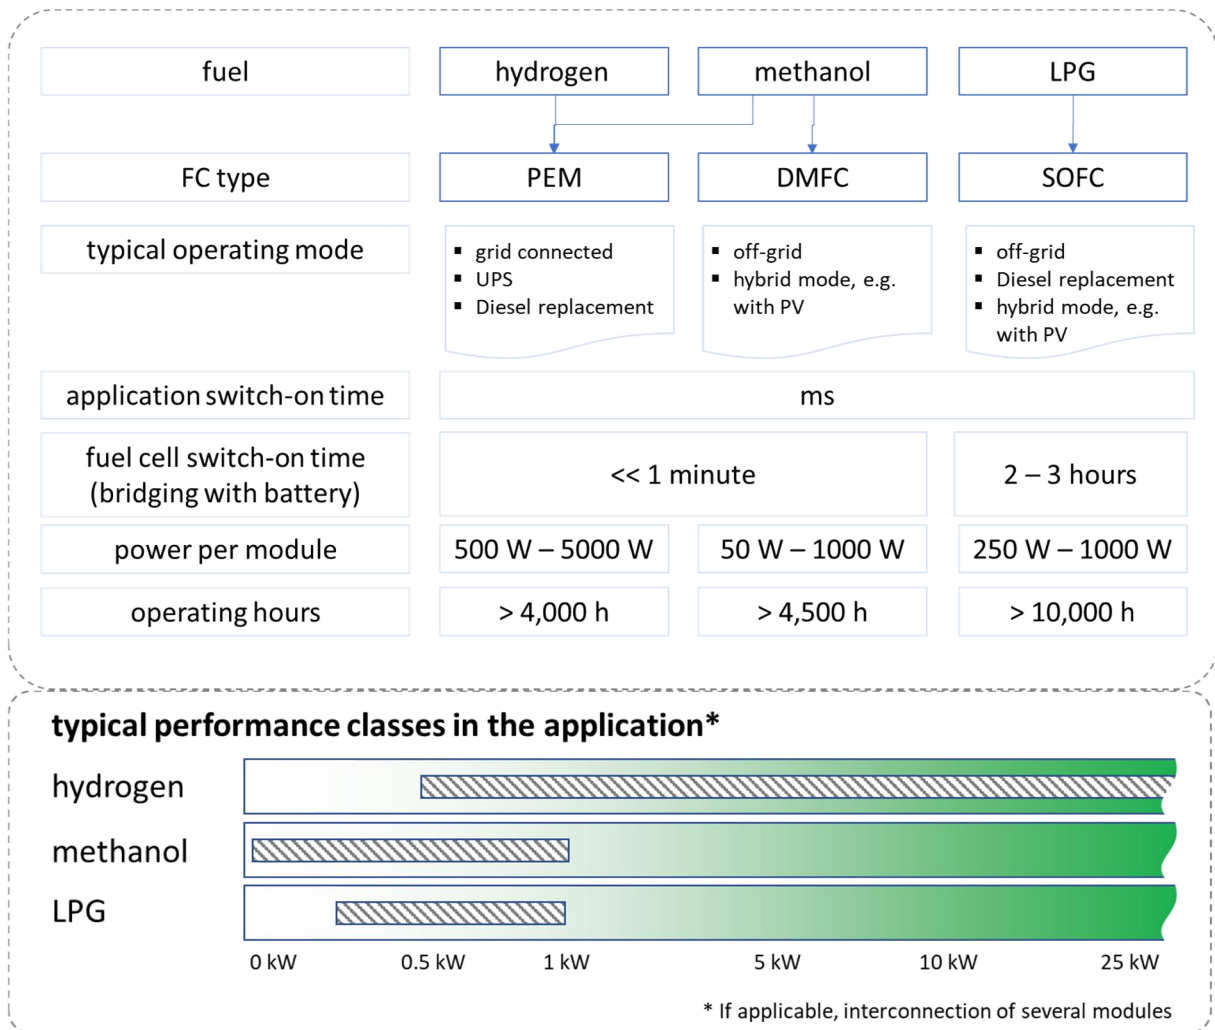 fuel
hydrogen
methanol
LPG
FC type
PEM
DMFC
SOFC
typical operating mode
▪ grid connected
▪ UPS
▪ Diesel replacement
▪ off-grid
▪ hybrid mode, e.g.
with PV
▪ off-grid
▪ Diesel replacement
▪ hybrid mode, e.g.
with PV
application switch-on time
ms
fuel cell switch-on time
(bridging with battery)
<< 1 minute
2 – 3 hours
power per module
500 W – 5000 W
50 W – 1000 W
250 W – 1000 W
operating hours
> 4,000 h
> 4,500 h
> 10,000 h
typical performance classes in the application*
hydrogen
methanol
LPG
0 kW
0.5 kW
1 kW
5 kW
10 kW
25 kW
* If applicable, interconnection of several modules